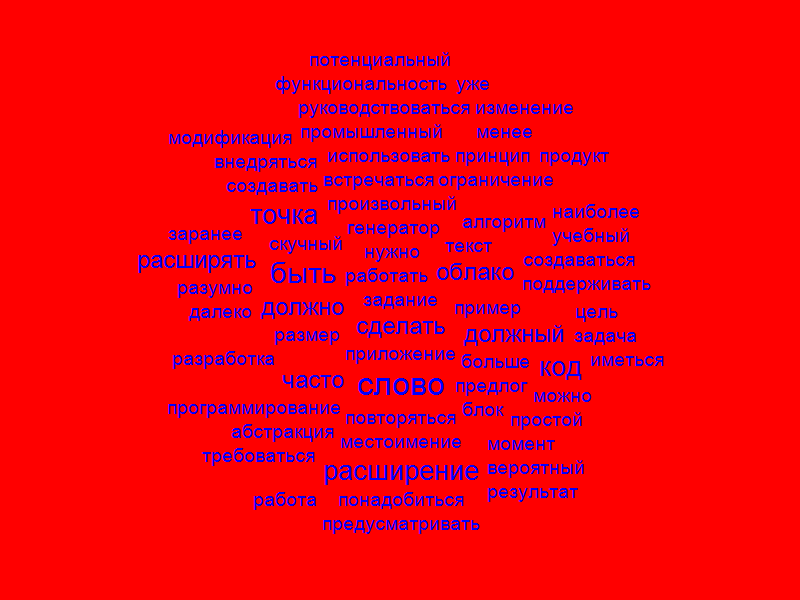 потенциальный
функциональность уже
руководствоваться изменение
модификация промышленный менее
внедряться использовать принцип продукт
создавать встречаться ограничение
произвольный
точка генератор алгоритм наиболее
заранее скучный нужно текст учебный
расширять быть работать облако создаваться
разумно задание поддерживать
далеко должно пример цель
размер сделать должный задача
разработка приложение больше код иметься
часто слово предлог можно
программирование повторяться блок простой
абстракция местоимение момент
требоваться расширение вероятный
работа понадобиться результат
предусматривать